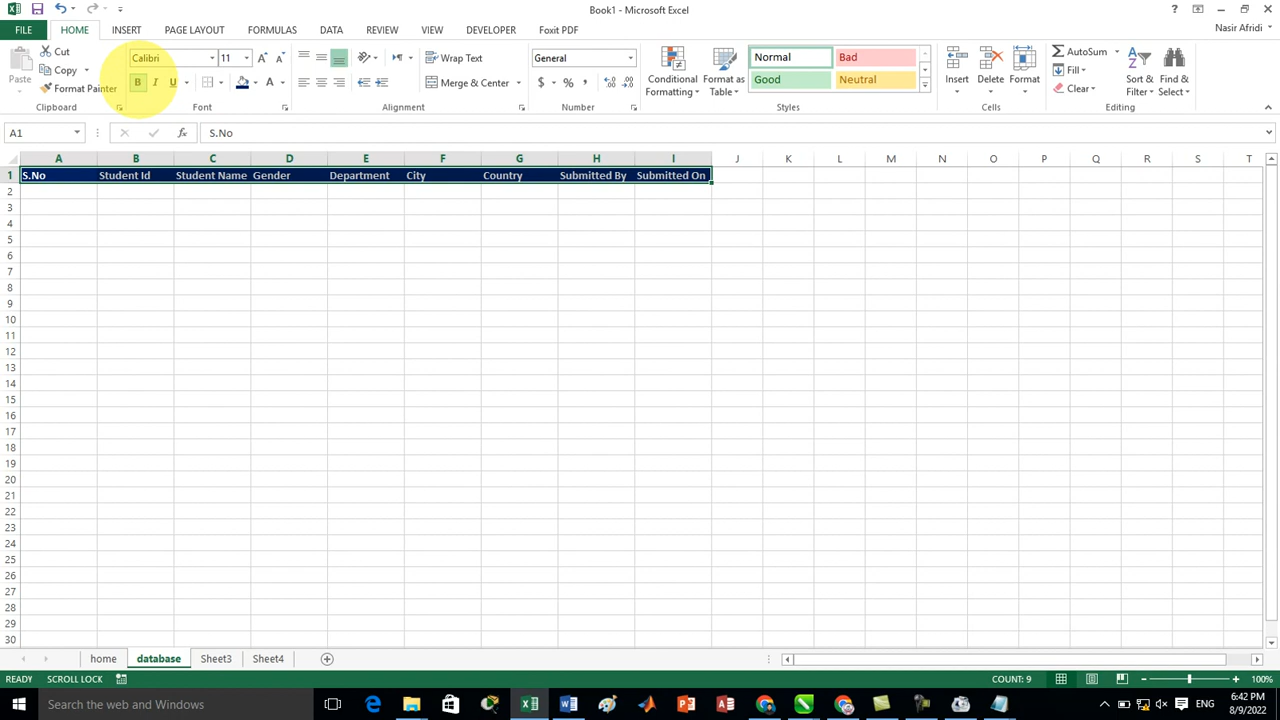 Book1 - Microsoft Excel
FILE HOME INSERT PAGE LAYOUT FORMULAS DATA REVIEW VIEW DEVELOPER Foxit PDF Nasir Afridi
Paste
Cut
Copy
Format Painter
Clipboard
Calibri 11
B I U
Font
Wrap Text
Merge & Center
Alignment
General
$ % ,
Number
Conditional Formatting
Format as Table
Normal Bad
Good Neutral
Styles
Insert Delete Format
Cells
AutoSum
Fill
Clear
Sort & Filter
Find & Select
Editing
A1 fx S.No
A B C D E F G H I J K L M N O P Q R S T
1 S.No Student Id Student Name Gender Department City Country Submitted By Submitted On
2
3
4
5
6
7
8
9
10
11
12
13
14
15
16
17
18
19
20
21
22
23
24
25
26
27
28
29
30
home database Sheet3 Sheet4
READY SCROLL LOCK COUNT: 9 100%
Search the web and Windows
ENG
6:42 PM
8/9/2022